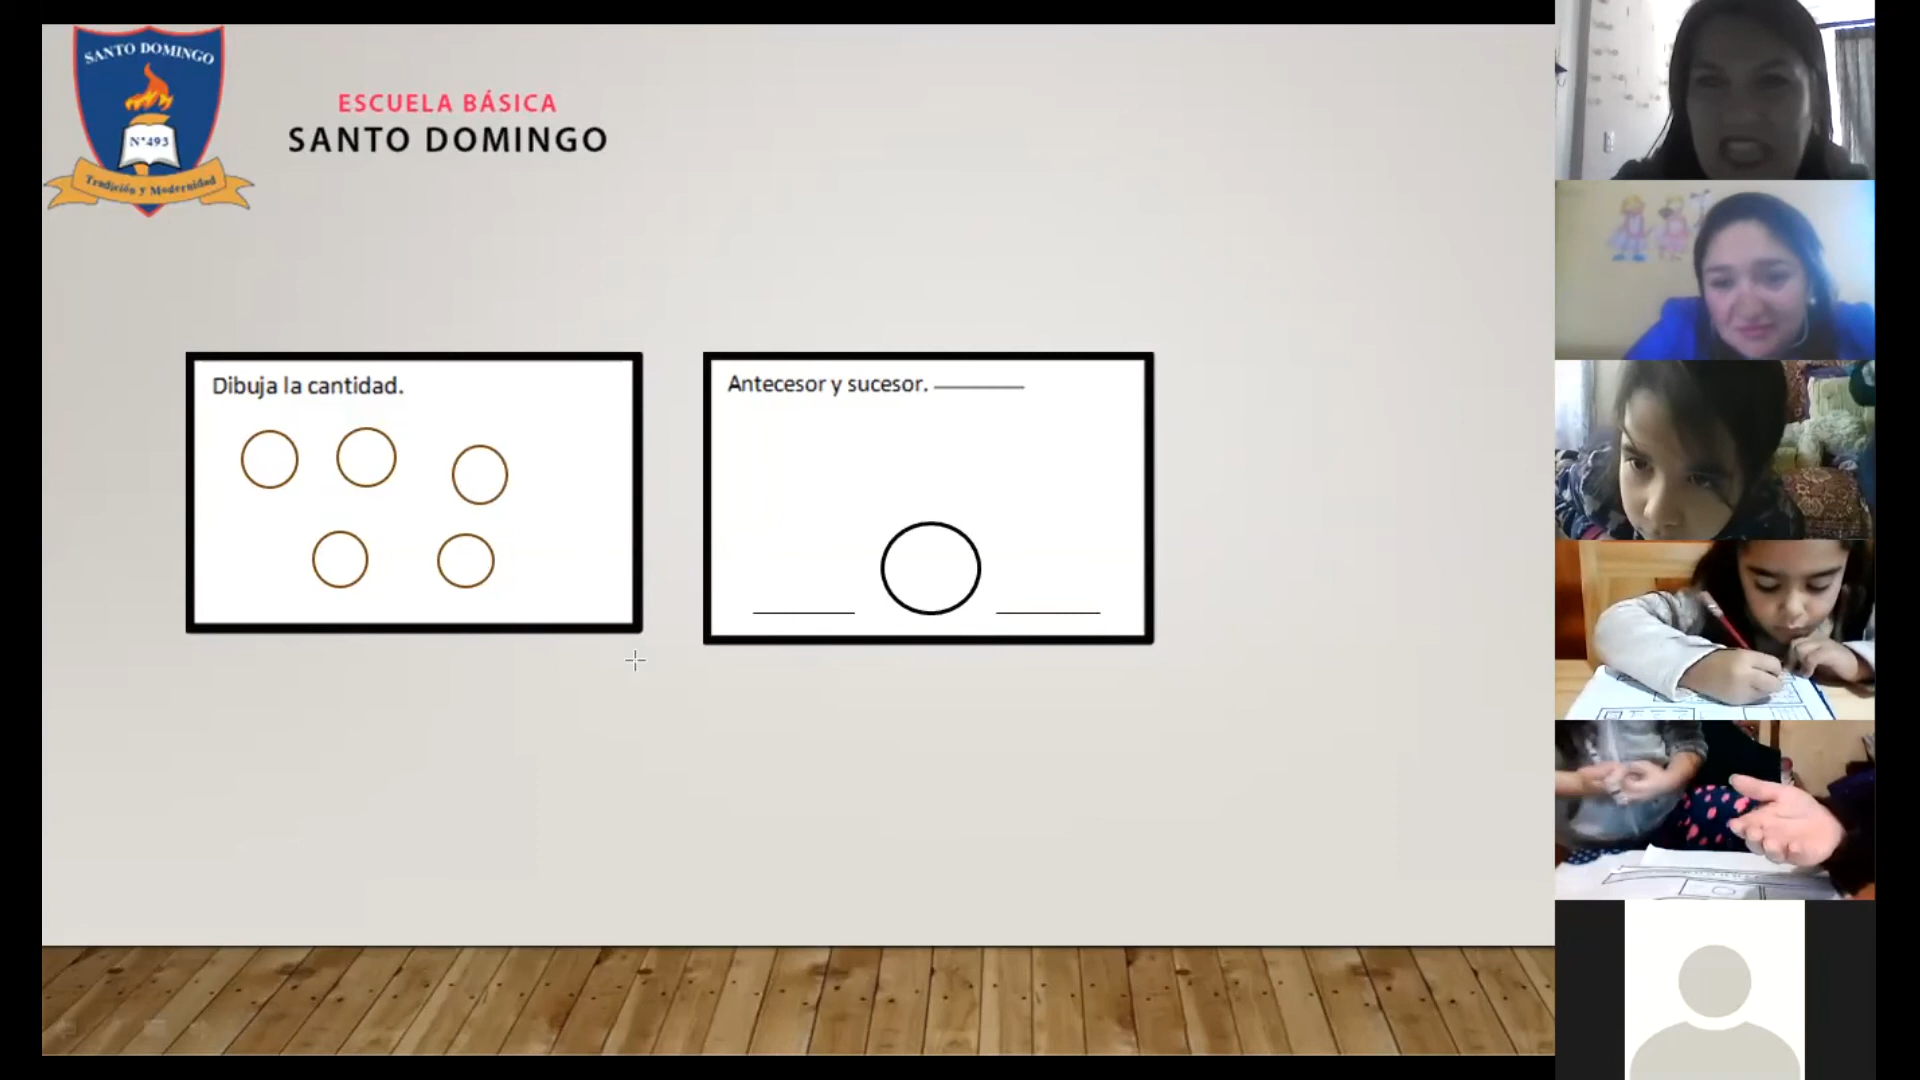 SANTO DOMINGO
N°493
Tradición y Modernidad
ESCUELA BÁSICA
SANTO DOMINGO
Dibuja la cantidad.
Antecesor y sucesor.